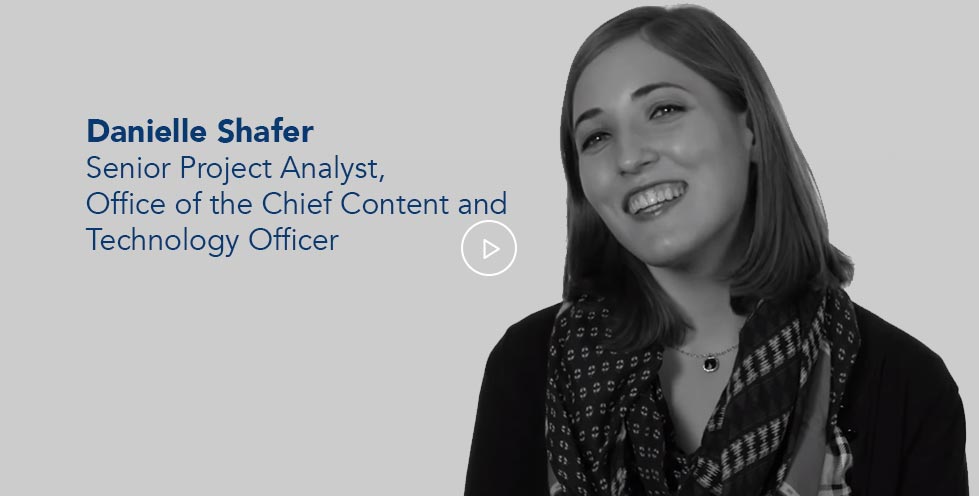 Danielle Shafer
Senior Project Analyst,
Office of the Chief Content and
Technology Officer